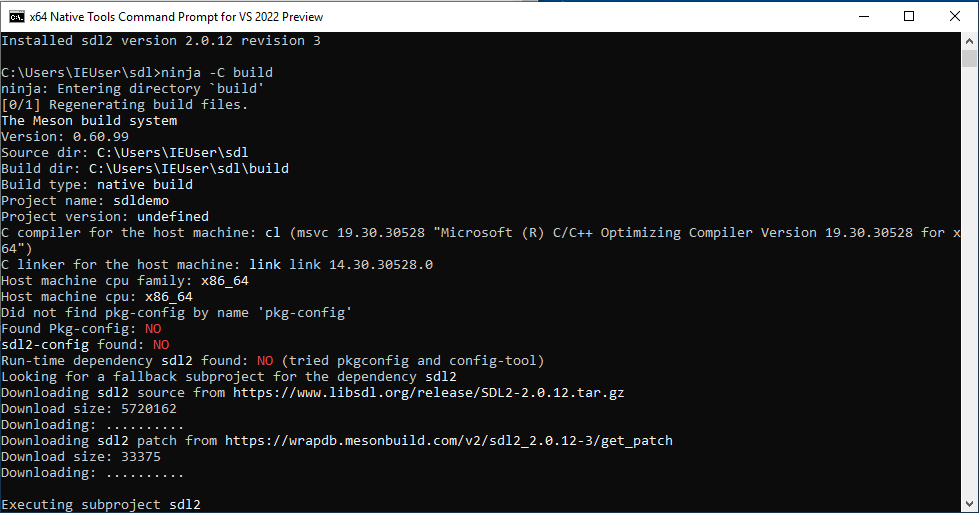 x64 Native Tools Command Prompt for VS 2022 Preview
Installed sdl2 version 2.0.12 revision 3
C:\Users\IEUser\sdl>ninja -C build
ninja: Entering directory `build'
[0/1] Regenerating build files.
The Meson build system
Version: 0.60.99
Source dir: C:\Users\IEUser\sdl
Build dir: C:\Users\IEUser\sdl\build
Build type: native build
Project name: sdldemo
Project version: undefined
C compiler for the host machine: cl (msvc 19.30.30528 "Microsoft (R) C/C++ Optimizing Compiler Version 19.30.30528 for x
64")
C linker for the host machine: link link 14.30.30528.0
Host machine cpu family: x86_64
Host machine cpu: x86_64
Did not find pkg-config by name 'pkg-config'
Found Pkg-config: NO
sdl2-config found: NO
Run-time dependency sdl2 found: NO (tried pkgconfig and config-tool)
Looking for a fallback subproject for the dependency sdl2
Downloading sdl2 source from https://www.libsdl.org/release/SDL2-2.0.12.tar.gz
Download size: 5720162
Downloading: ..........
Downloading sdl2 patch from https://wrapdb.mesonbuild.com/v2/sdl2_2.0.12-3/get_patch
Download size: 33375
Downloading: ..........
Executing subproject sdl2